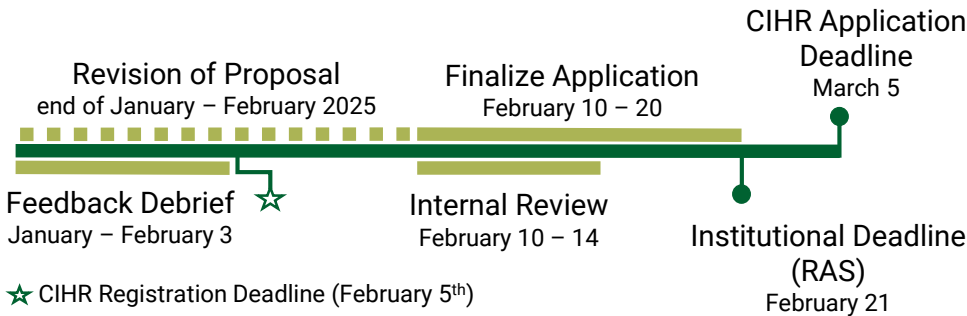 CIHR Application
Deadline
March 5
Revision of Proposal
end of January – February 2025
Finalize Application
February 10 – 20
Feedback Debrief
January – February 3
Internal Review
February 10 – 14
Institutional Deadline
(RAS)
February 21
CIHR Registration Deadline (February 5th)